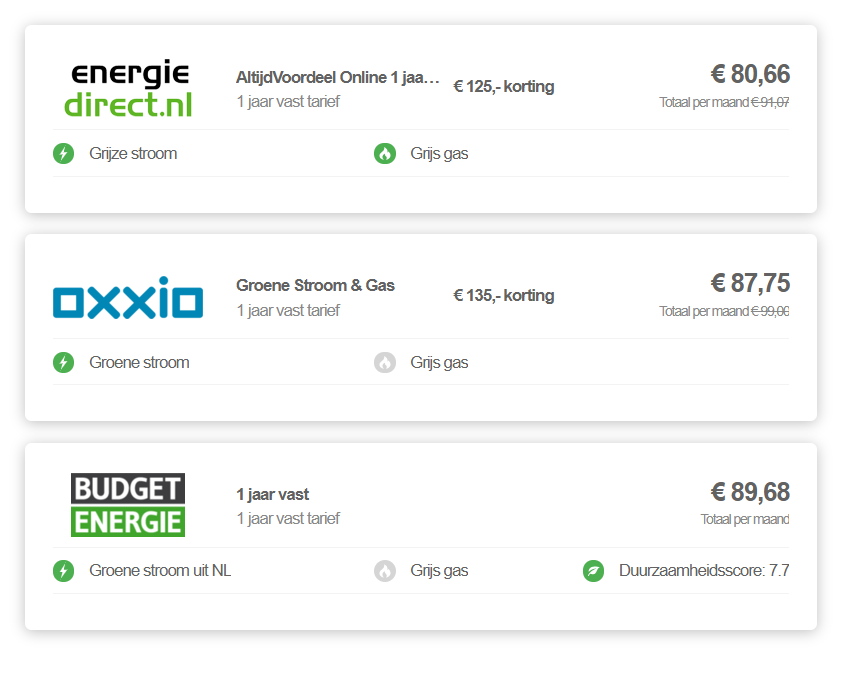 energie
direct.nl
AltijdVoordeel Online 1 jaa...
1 jaar vast tarief
€ 125,- korting
€ 80,66
Totaal per maand € 91,07
Grijze stroom
Grijs gas
oxxio
Groene Stroom & Gas
1 jaar vast tarief
€ 135,- korting
€ 87,75
Totaal per maand € 99,00
Groene stroom
Grijs gas
BUDGET
ENERGIE
1 jaar vast
1 jaar vast tarief
€ 89,68
Totaal per maand
Groene stroom uit NL
Grijs gas
Duurzaamheidsscore: 7.7